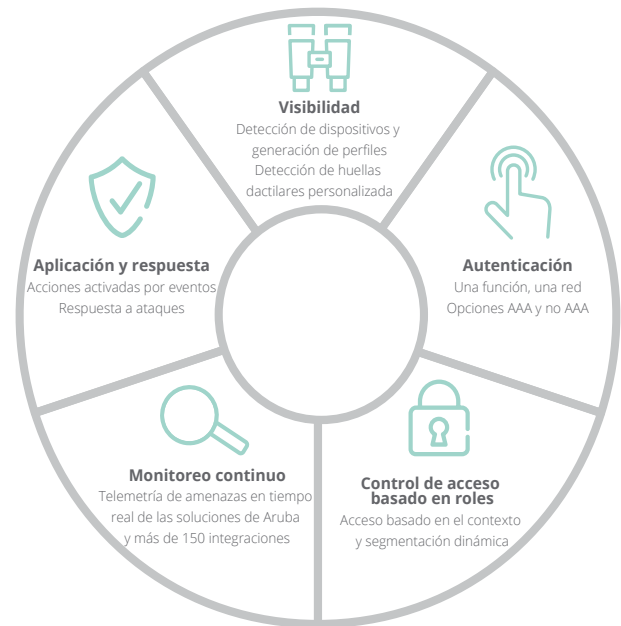 Visibilidad
Detección de dispositivos y
generación de perfiles
Detección de huellas
dactilares personalizada
Autenticación
Una función, una red
Opciones AAA y no AAA
Control de acceso
basado en roles
Acceso basado en el contexto
y segmentación dinámica
Monitoreo continuo
Telemetría de amenazas en tiempo
real de las soluciones de Aruba
y más de 150 integraciones
Aplicación y respuesta
Acciones activadas por eventos
Respuesta a ataques